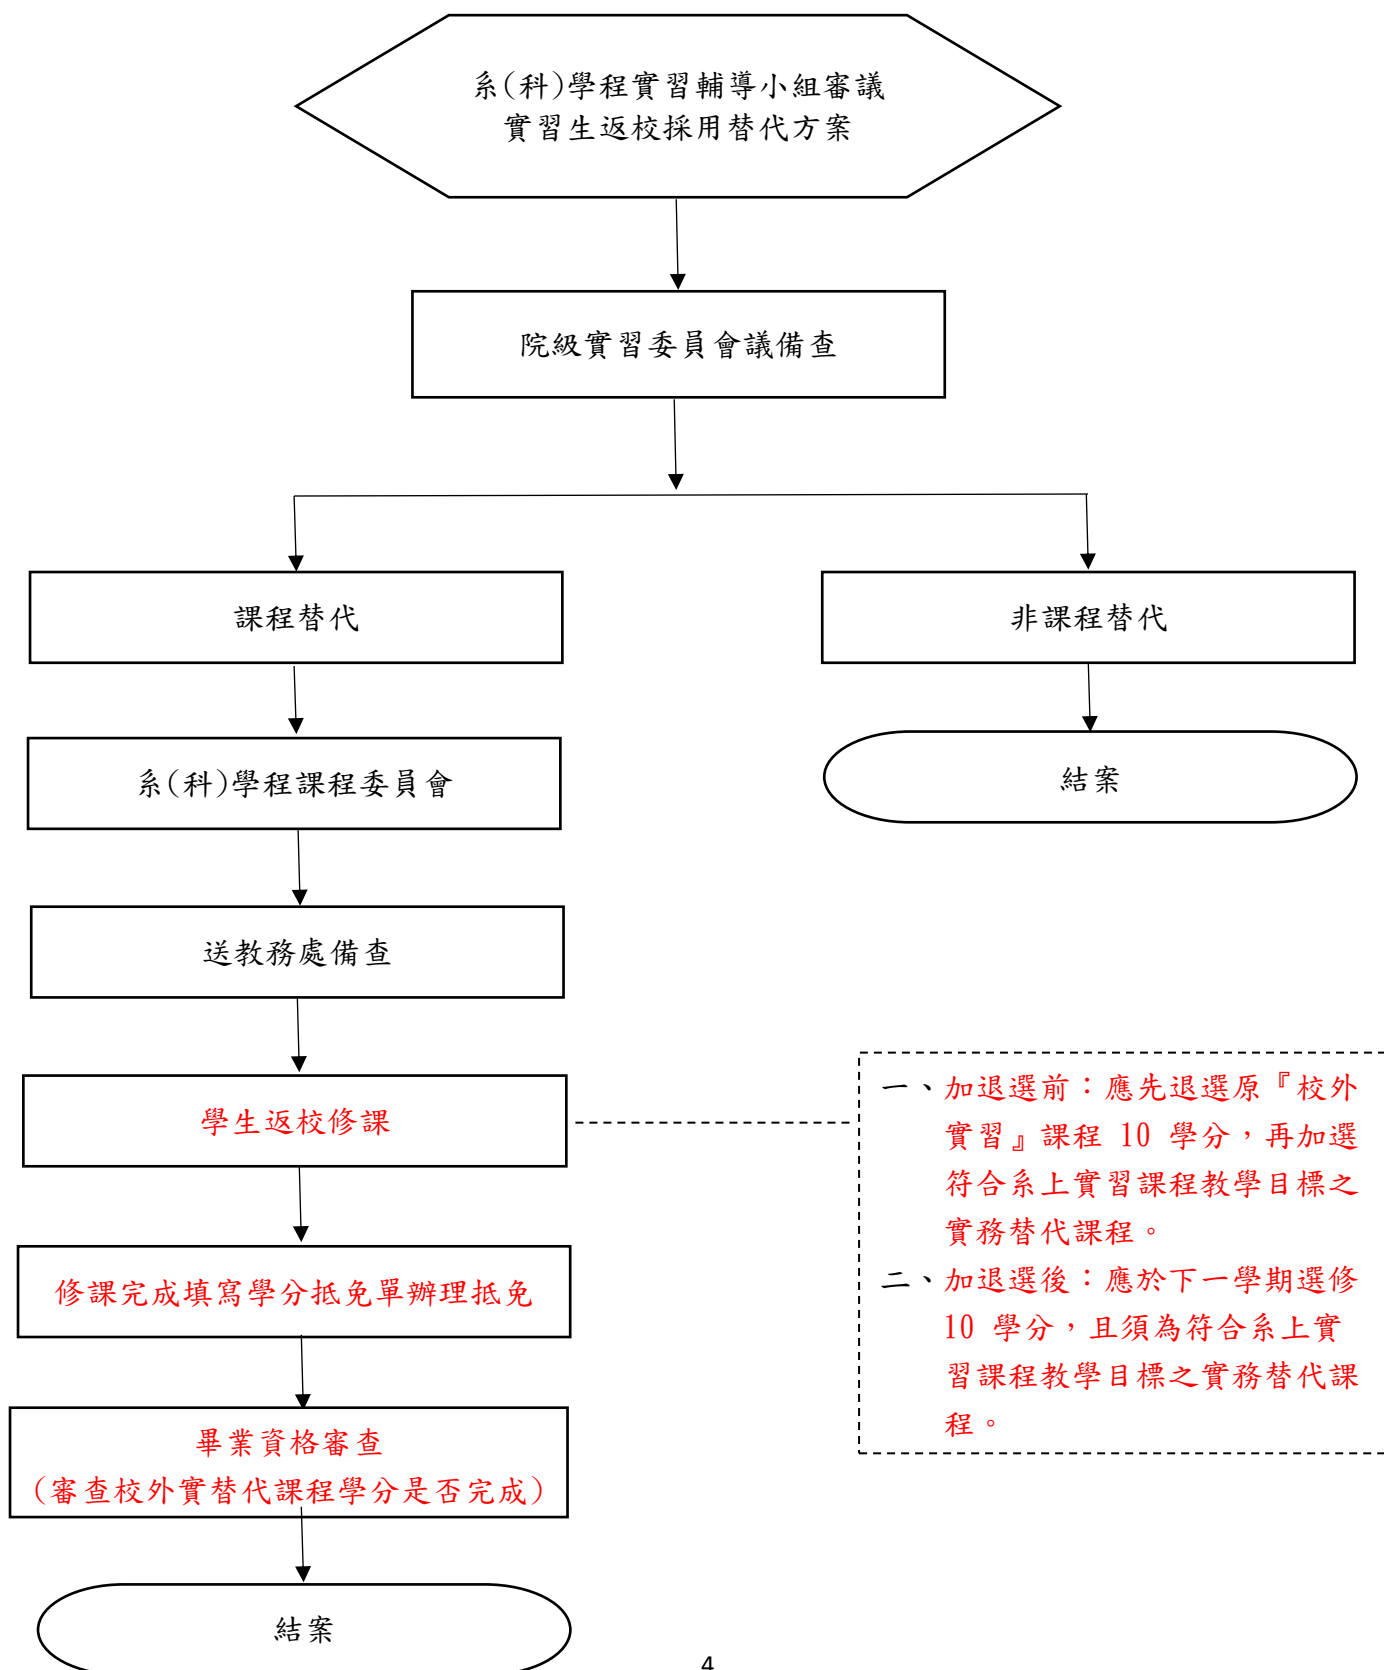 系(科)學程實習輔導小組審議
實習生返校採用替代方案
院級實習委員會議備查
課程替代
非課程替代
系(科)學程課程委員會
結案
送教務處備查
學生返校修課
一、加退選前：應先退選原『校外
實習』課程 10 學分，再加選
符合系上實習課程教學目標之
實務替代課程。
二、加退選後：應於下一學期選修
10 學分，且須為符合系上實
習課程教學目標之實務替代課
程。
修課完成填寫學分抵免單辦理抵免
畢業資格審查
(審查校外實替代課程學分是否完成)
結案
4